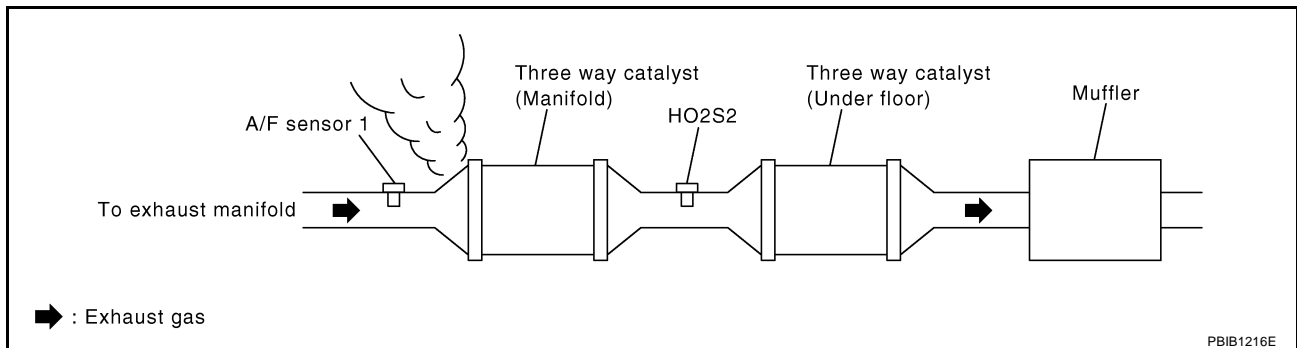 Three way catalyst
(Manifold)
Three way catalyst
(Under floor)
Muffler
A/F sensor 1
HO2S2
To exhaust manifold
: Exhaust gas
PBIB1216E